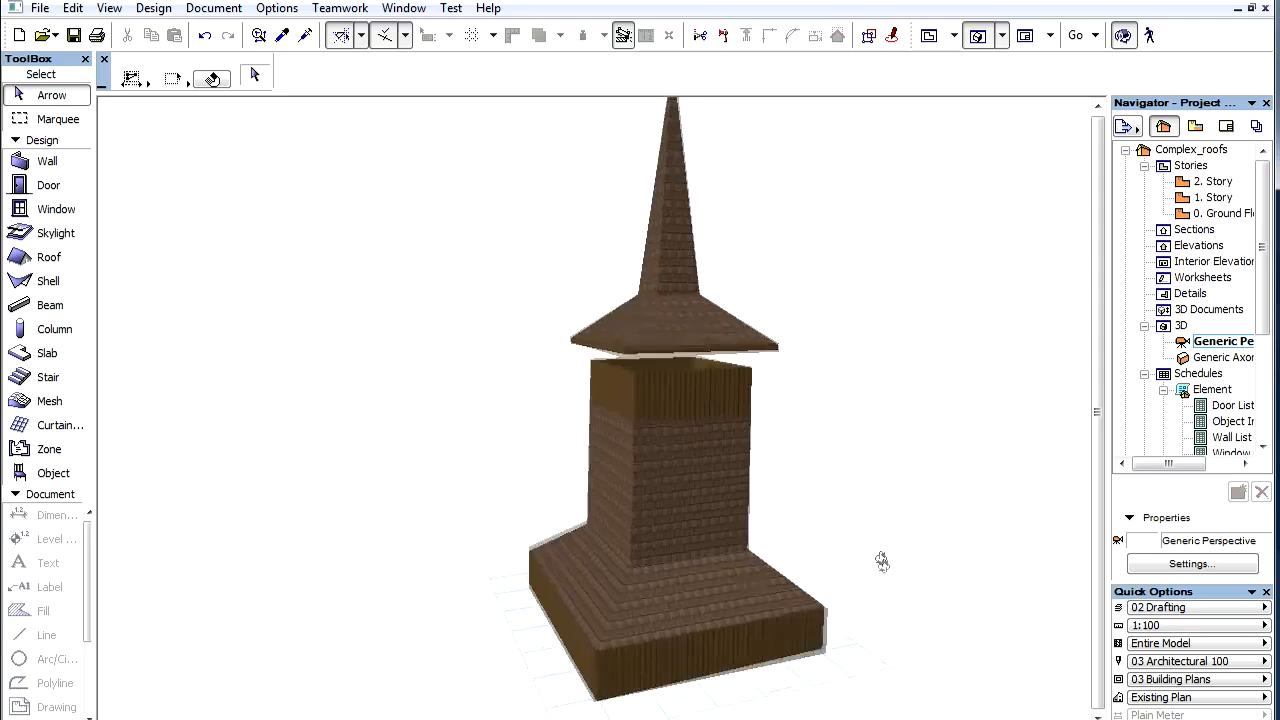 File Edit View Design Document Options Teamwork Window Test Help
Go
ToolBox
Select
Arrow
Marquee
Design
Wall
Door
Window
Skylight
Roof
Shell
Beam
Column
Slab
Stair
Mesh
Curtain...
Zone
Object
Document
Dimen...
Level ...
Text
Label
Fill
Line
Arc/Ci...
Polyline
Drawing
Navigator - Project ...
Complex_roofs
Stories
2. Story
1. Story
0. Ground Fl
Sections
Elevations
Interior Elevatior
Worksheets
Details
3D Documents
3D
Generic Pe
Generic Axor
Schedules
Element
Door List
Object In
Wall List
Window
Properties
Generic Perspective
Settings...
Quick Options
02 Drafting
1:100
Entire Model
03 Architectural 100
03 Building Plans
Existing Plan
Plain Meter